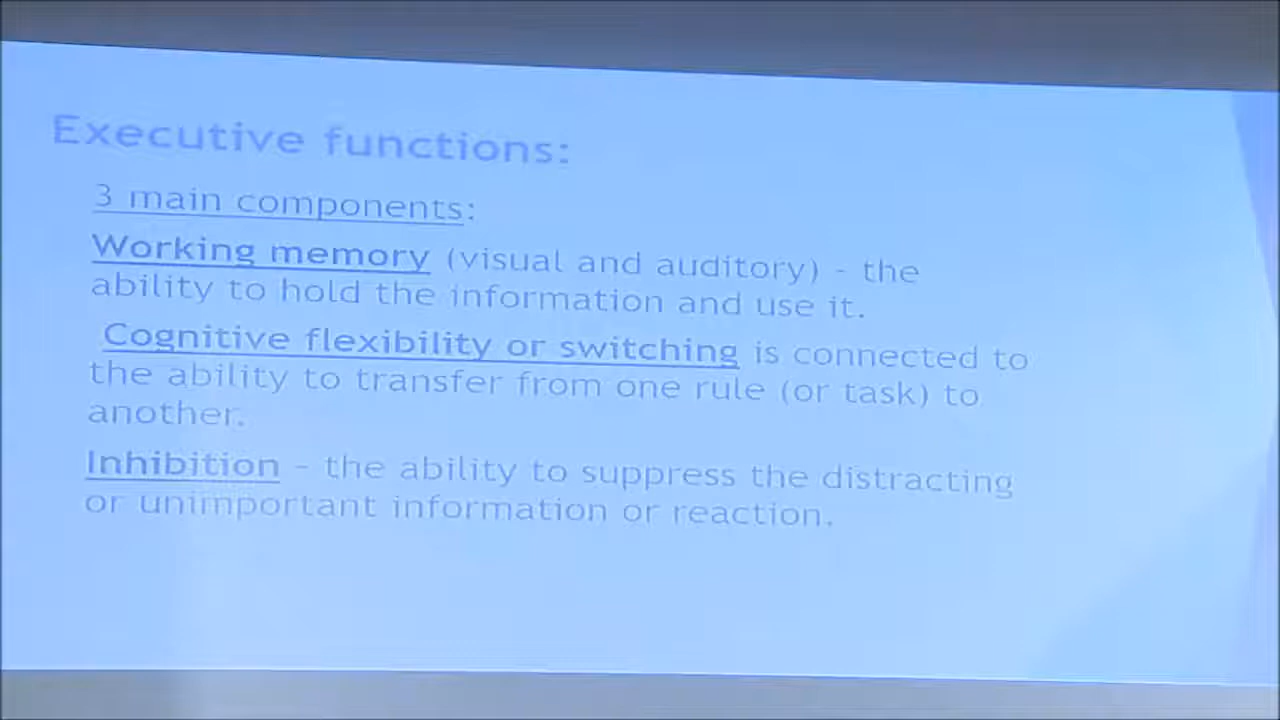 Executive functions:
3 main components:
Working memory (visual and auditory) - the
ability to hold the information and use it.
Cognitive flexibility or switching is connected to
the ability to transfer from one rule (or task) to
another.
Inhibition – the ability to suppress the distracting
or unimportant information or reaction.